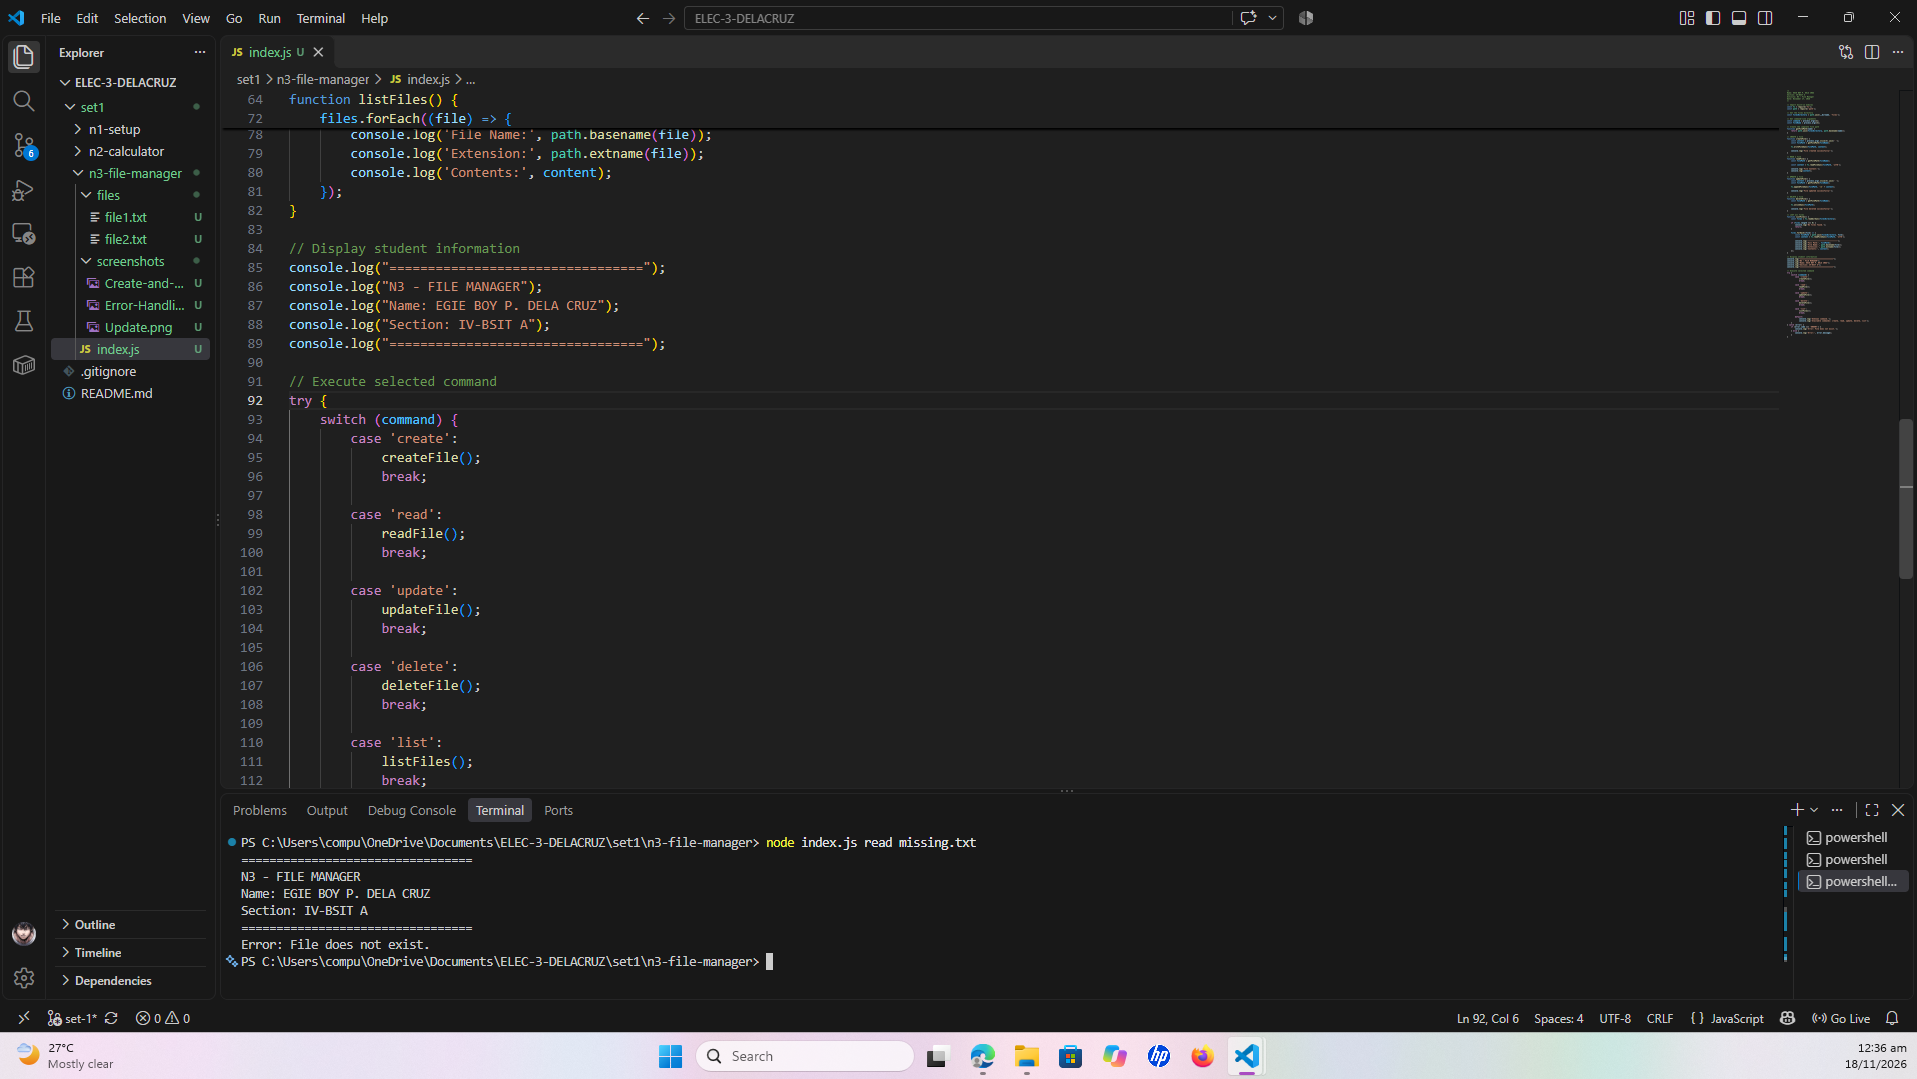 File Edit Selection View Go Run Terminal Help
ELEC-3-DELACRUZ
Explorer
ELEC-3-DELACRUZ
set1
n1-setup
n2-calculator
n3-file-manager
files
file1.txt U
file2.txt U
screenshots
Create-and-... U
Error-Handli... U
Update.png U
JS index.js U
.gitignore
README.md
Outline
Timeline
Dependencies
6
JS index.js U
set1 > n3-file-manager > JS index.js > ...
64 function listFiles() {
72 files.forEach((file) => {
78 console.log('File Name:', path.basename(file));
79 console.log('Extension:', path.extname(file));
80 console.log('Contents:', content);
81 });
82 }
83
84 // Display student information
85 console.log("=================================");
86 console.log("N3 - FILE MANAGER");
87 console.log("Name: EGIE BOY P. DELA CRUZ");
88 console.log("Section: IV-BSIT A");
89 console.log("=================================");
90
91 // Execute selected command
92 try {
93 switch (command) {
94 case 'create':
95 createFile();
96 break;
97
98 case 'read':
99 readFile();
100 break;
101
102 case 'update':
103 updateFile();
104 break;
105
106 case 'delete':
107 deleteFile();
108 break;
109
110 case 'list':
111 listFiles();
112 break;
Problems Output Debug Console Terminal Ports
PS C:\Users\compu\OneDrive\Documents\ELEC-3-DELACRUZ\set1\n3-file-manager> node index.js read missing.txt
=================================
N3 - FILE MANAGER
Name: EGIE BOY P. DELA CRUZ
Section: IV-BSIT A
=================================
Error: File does not exist.
PS C:\Users\compu\OneDrive\Documents\ELEC-3-DELACRUZ\set1\n3-file-manager>
powershell
powershell
powershell...
set-1* 0 0
Ln 92, Col 6 Spaces: 4 UTF-8 CRLF {} JavaScript Go Live
27°C
Mostly clear
Search
12:36 am
18/11/2026